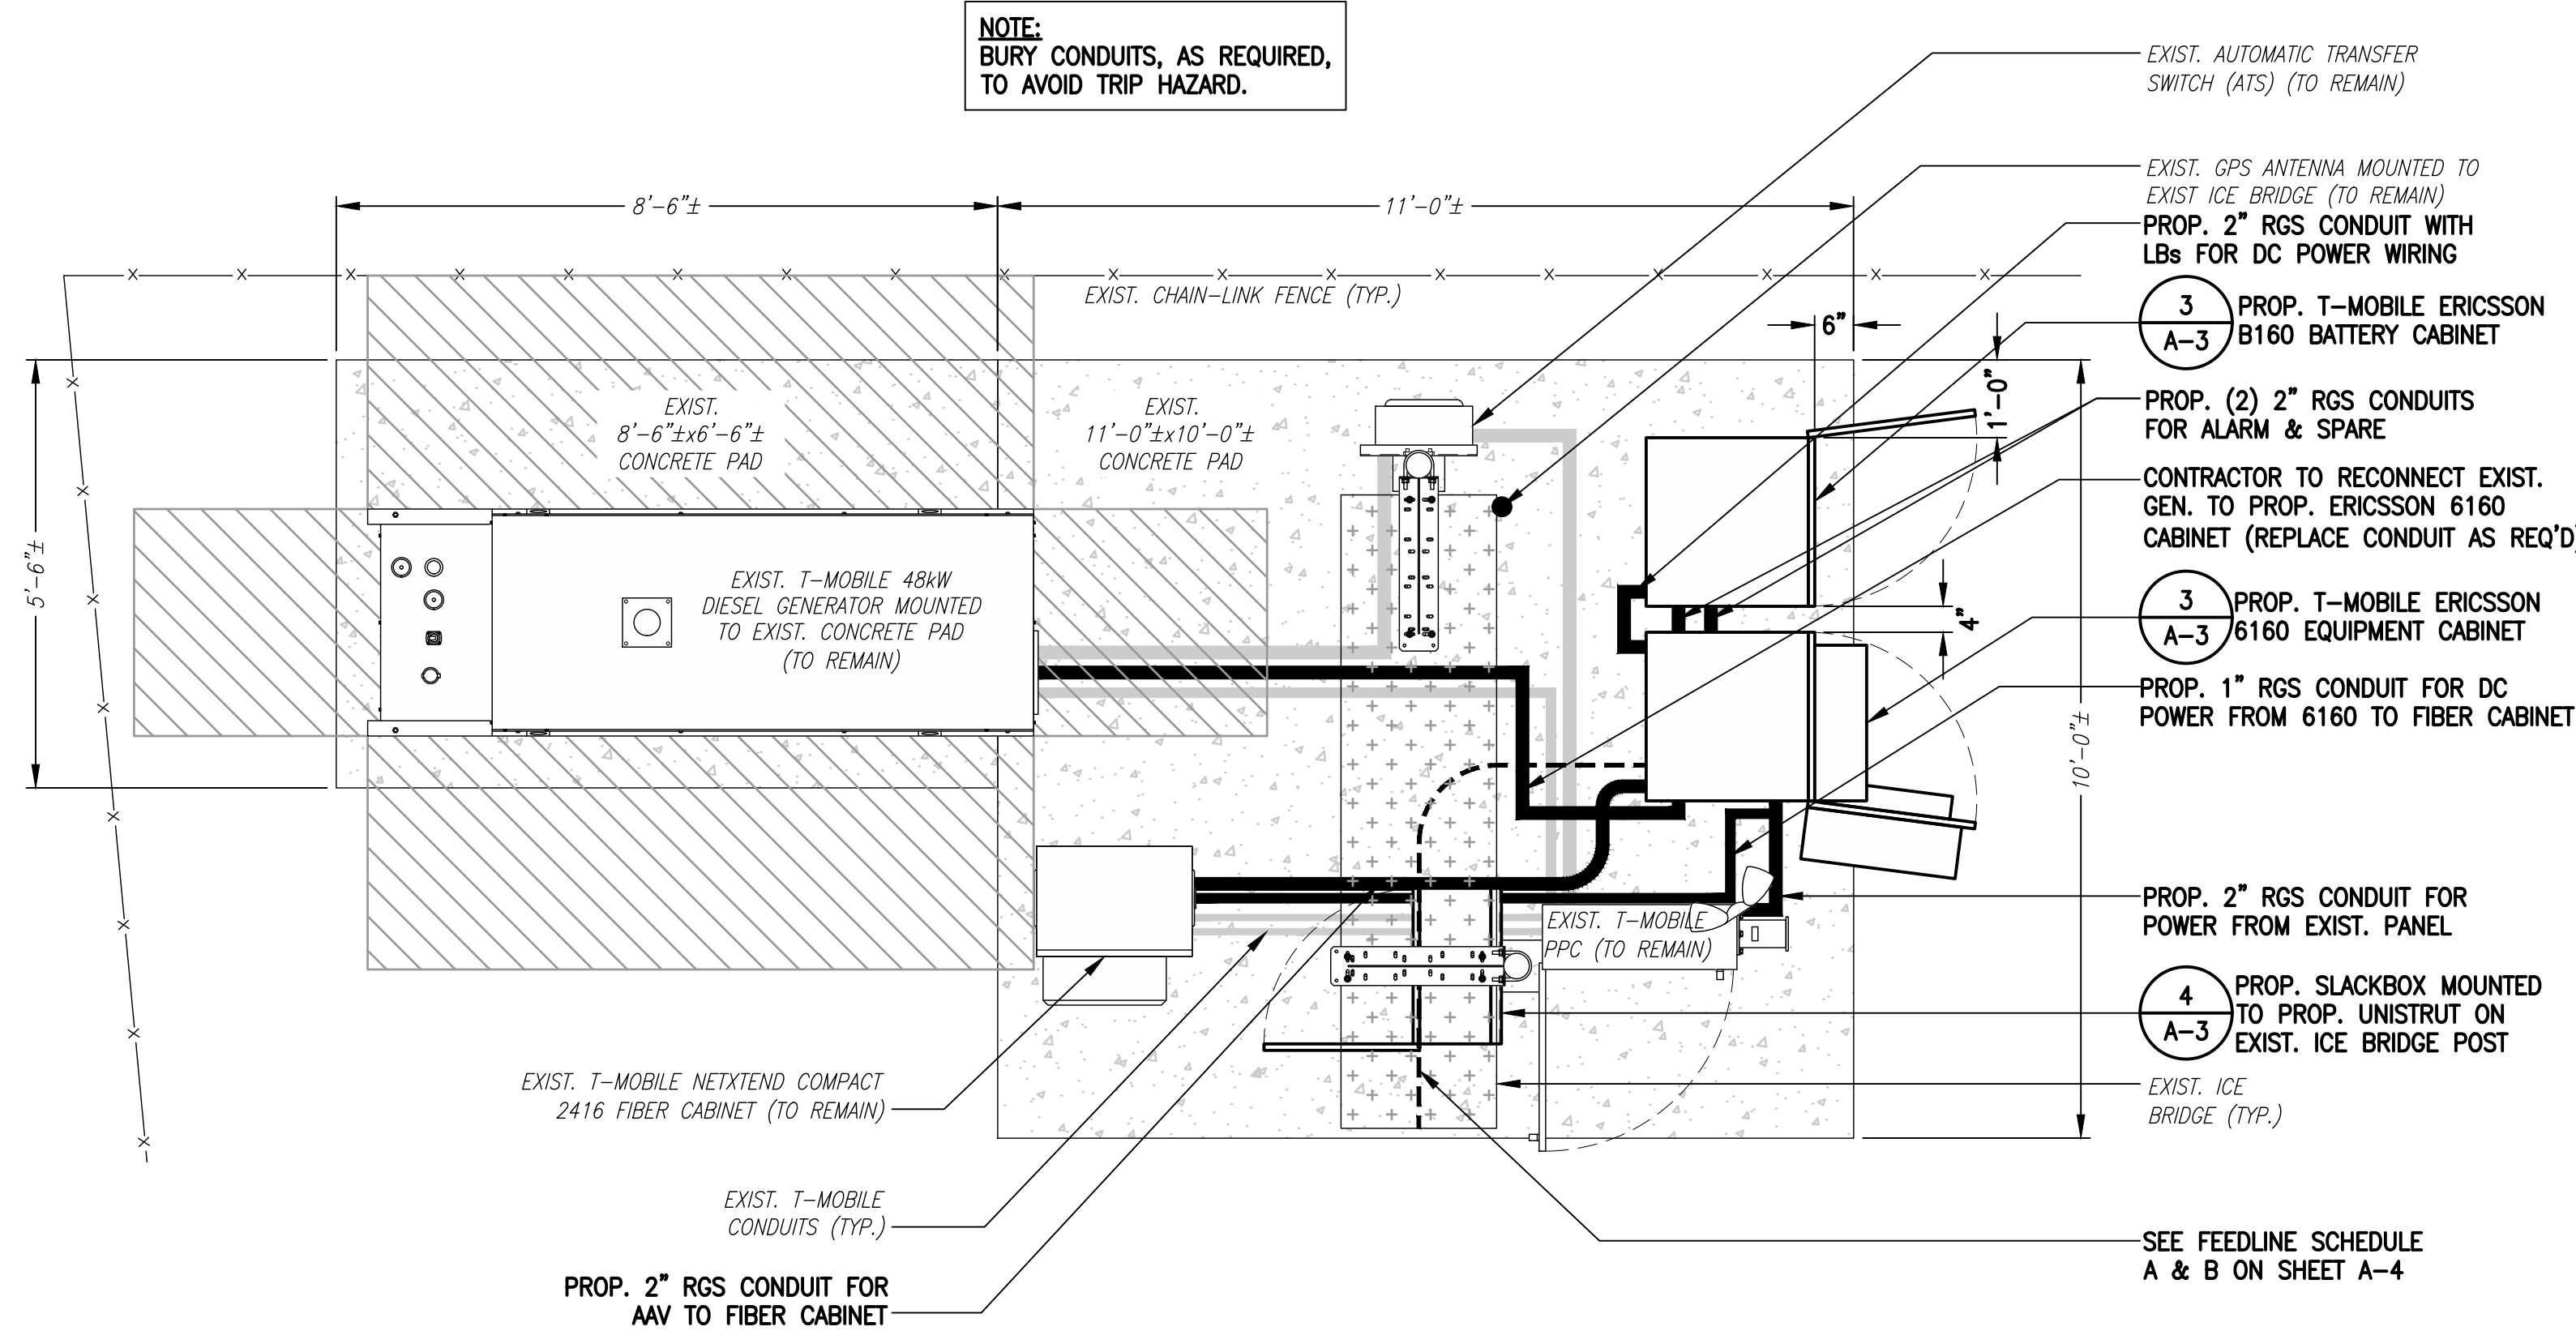 NOTE:
BURY CONDUITS, AS REQUIRED,
TO AVOID TRIP HAZARD.
EXIST. AUTOMATIC TRANSFER
SWITCH (ATS) (TO REMAIN)
EXIST. GPS ANTENNA MOUNTED TO
EXIST ICE BRIDGE (TO REMAIN)
PROP. 2" RGS CONDUIT WITH
LBs FOR DC POWER WIRING
3
A-3
PROP. T-MOBILE ERICSSON
B160 BATTERY CABINET
PROP. (2) 2" RGS CONDUITS
FOR ALARM & SPARE
CONTRACTOR TO RECONNECT EXIST.
GEN. TO PROP. ERICSSON 6160
CABINET (REPLACE CONDUIT AS REQ'D)
3
A-3
PROP. T-MOBILE ERICSSON
6160 EQUIPMENT CABINET
PROP. 1" RGS CONDUIT FOR DC
POWER FROM 6160 TO FIBER CABINET
PROP. 2" RGS CONDUIT FOR
POWER FROM EXIST. PANEL
4
A-3
PROP. SLACKBOX MOUNTED
TO PROP. UNISTRUT ON
EXIST. ICE BRIDGE POST
EXIST. ICE
BRIDGE (TYP.)
SEE FEEDLINE SCHEDULE
A & B ON SHEET A-4
8'-6"±
11'-0"±
EXIST. CHAIN-LINK FENCE (TYP.)
6"
1'-0"
4"
10'-0"±
5'-6"±
EXIST.
8'-6"±x6'-6"±
CONCRETE PAD
EXIST.
11'-0"±x10'-0"±
CONCRETE PAD
EXIST. T-MOBILE 48kW
DIESEL GENERATOR MOUNTED
TO EXIST. CONCRETE PAD
(TO REMAIN)
EXIST. T-MOBILE
PPC (TO REMAIN)
EXIST. T-MOBILE NETXTEND COMPACT
2416 FIBER CABINET (TO REMAIN)
EXIST. T-MOBILE
CONDUITS (TYP.)
PROP. 2" RGS CONDUIT FOR
AAV TO FIBER CABINET